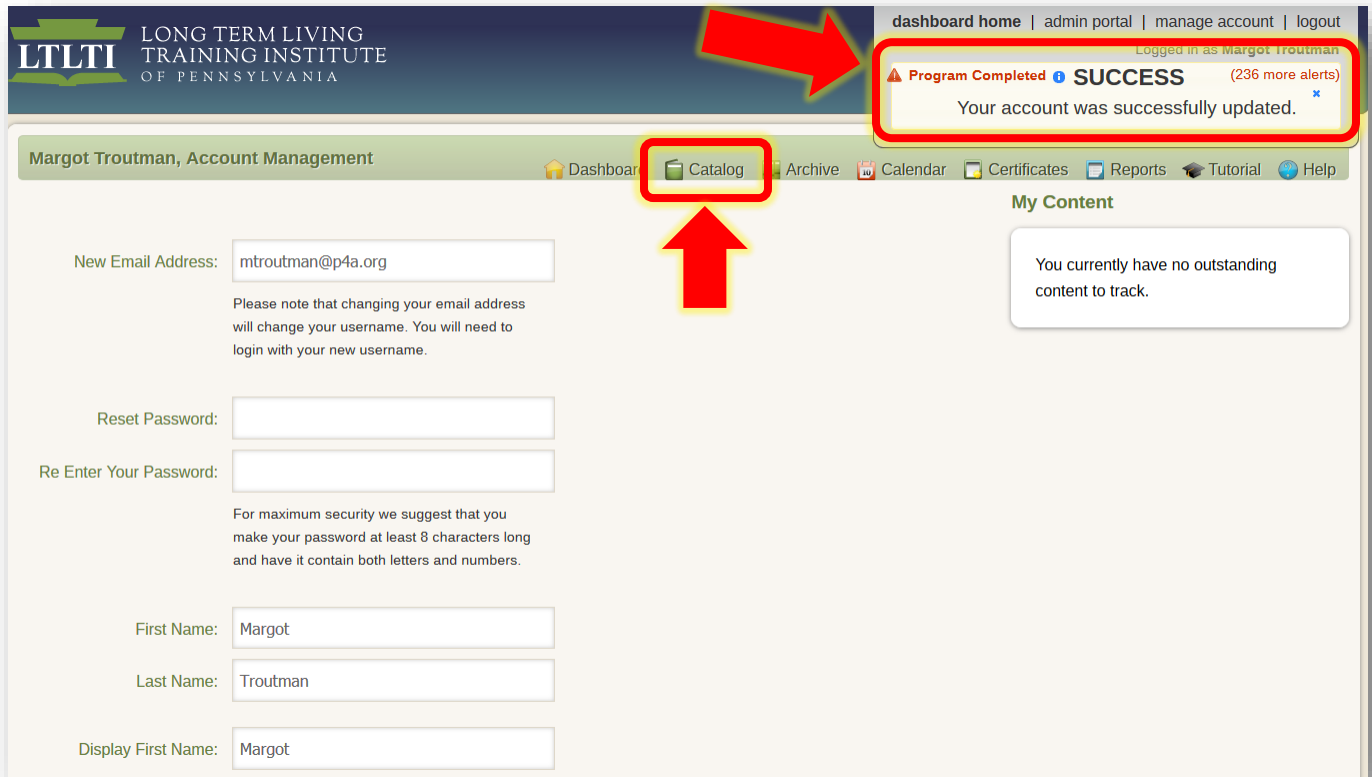 LTLTI
LONG TERM LIVING
TRAINING INSTITUTE
OF PENNSYLVANIA
dashboard home | admin portal | manage account | logout
Logged in as Margot Troutman
Program Completed i SUCCESS (236 more alerts)
Your account was successfully updated.
Margot Troutman, Account Management
Dashboar Catalog Archive 10 Calendar Certificates Reports Tutorial ? Help
My Content
You currently have no outstanding
content to track.
New Email Address: mtroutman@p4a.org
Please note that changing your email address
will change your username. You will need to
login with your new username.
Reset Password:
Re Enter Your Password:
For maximum security we suggest that you
make your password at least 8 characters long
and have it contain both letters and numbers.
First Name: Margot
Last Name: Troutman
Display First Name: Margot